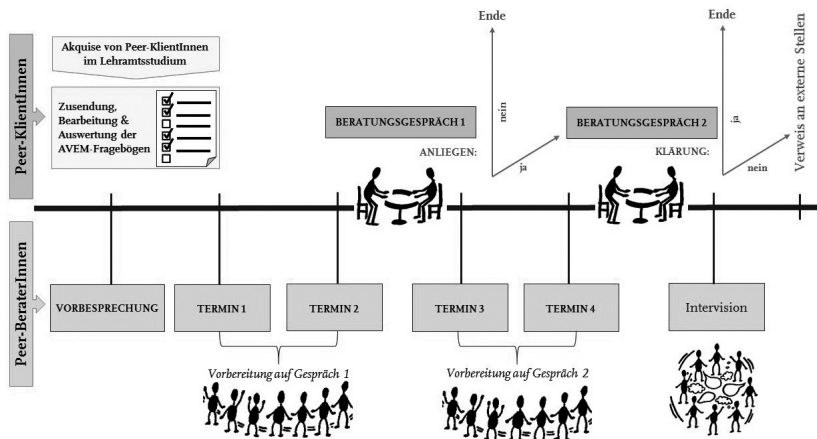 Peer-KlientInnen
Akquise von Peer-KlientInnen
im Lehramtsstudium
Zusendung,
Bearbeitung &
Auswertung der
AVEM-Fragebögen
BERATUNGSGESPRÄCH 1
ANLIEGEN:
Ende
nein
ja
BERATUNGSGESPRÄCH 2
KLÄRUNG:
Ende
ja
nein
Verweis an externe Stellen
Peer-BeraterInnen
VORBESPRECHUNG
TERMIN 1
TERMIN 2
TERMIN 3
TERMIN 4
Intervision
Vorbereitung auf Gespräch 1
Vorbereitung auf Gespräch 2